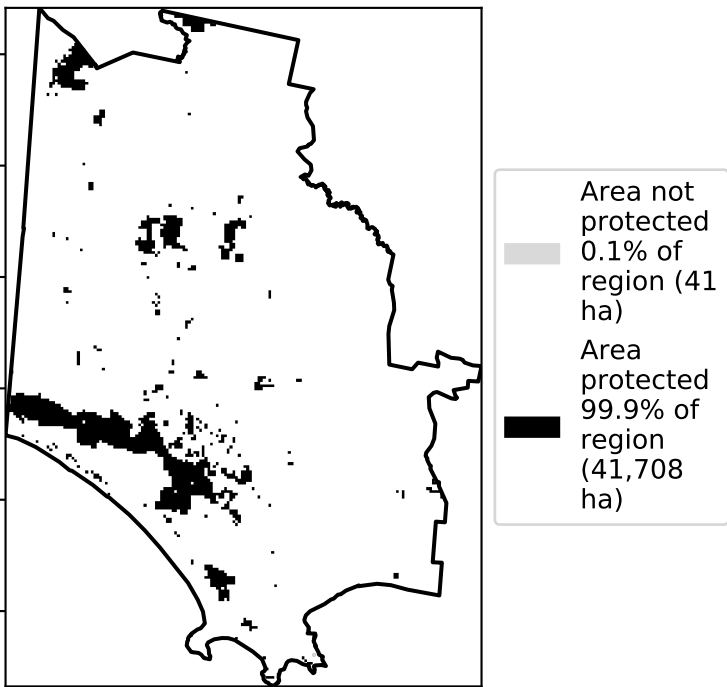 Area not
protected
0.1% of
region (41
ha)
Area
protected
99.9% of
region
(41,708
ha)